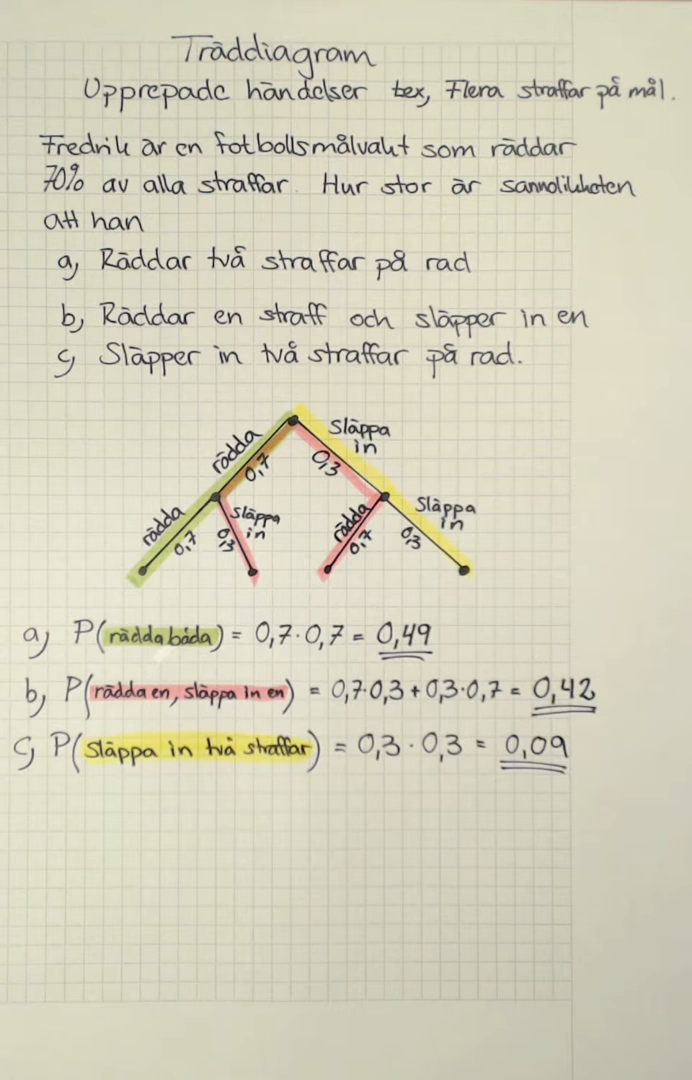 Träddiagram
Upprepade händelser tex, Flera straffar på mål.
Fredrik är en fotbollsmålvakt som räddar
70% av alla straffar. Hur stor är sannolikheten
att han
a, Räddar två straffar på rad
b, Räddar en straff och släpper in en
c, Släpper in två straffar på rad.
rädda
0,7
Släppa
in
0,3
rädda
0,7
Släppa
in
0,3
rädda
0,7
Släppa
in
0,3
a) P(rädda båda) = 0,7·0,7 = 0,49
b, P(rädda en, släppa in en) = 0,7·0,3 + 0,3·0,7 = 0,42
c, P(Släppa in två straffar) = 0,3 · 0,3 = 0,09